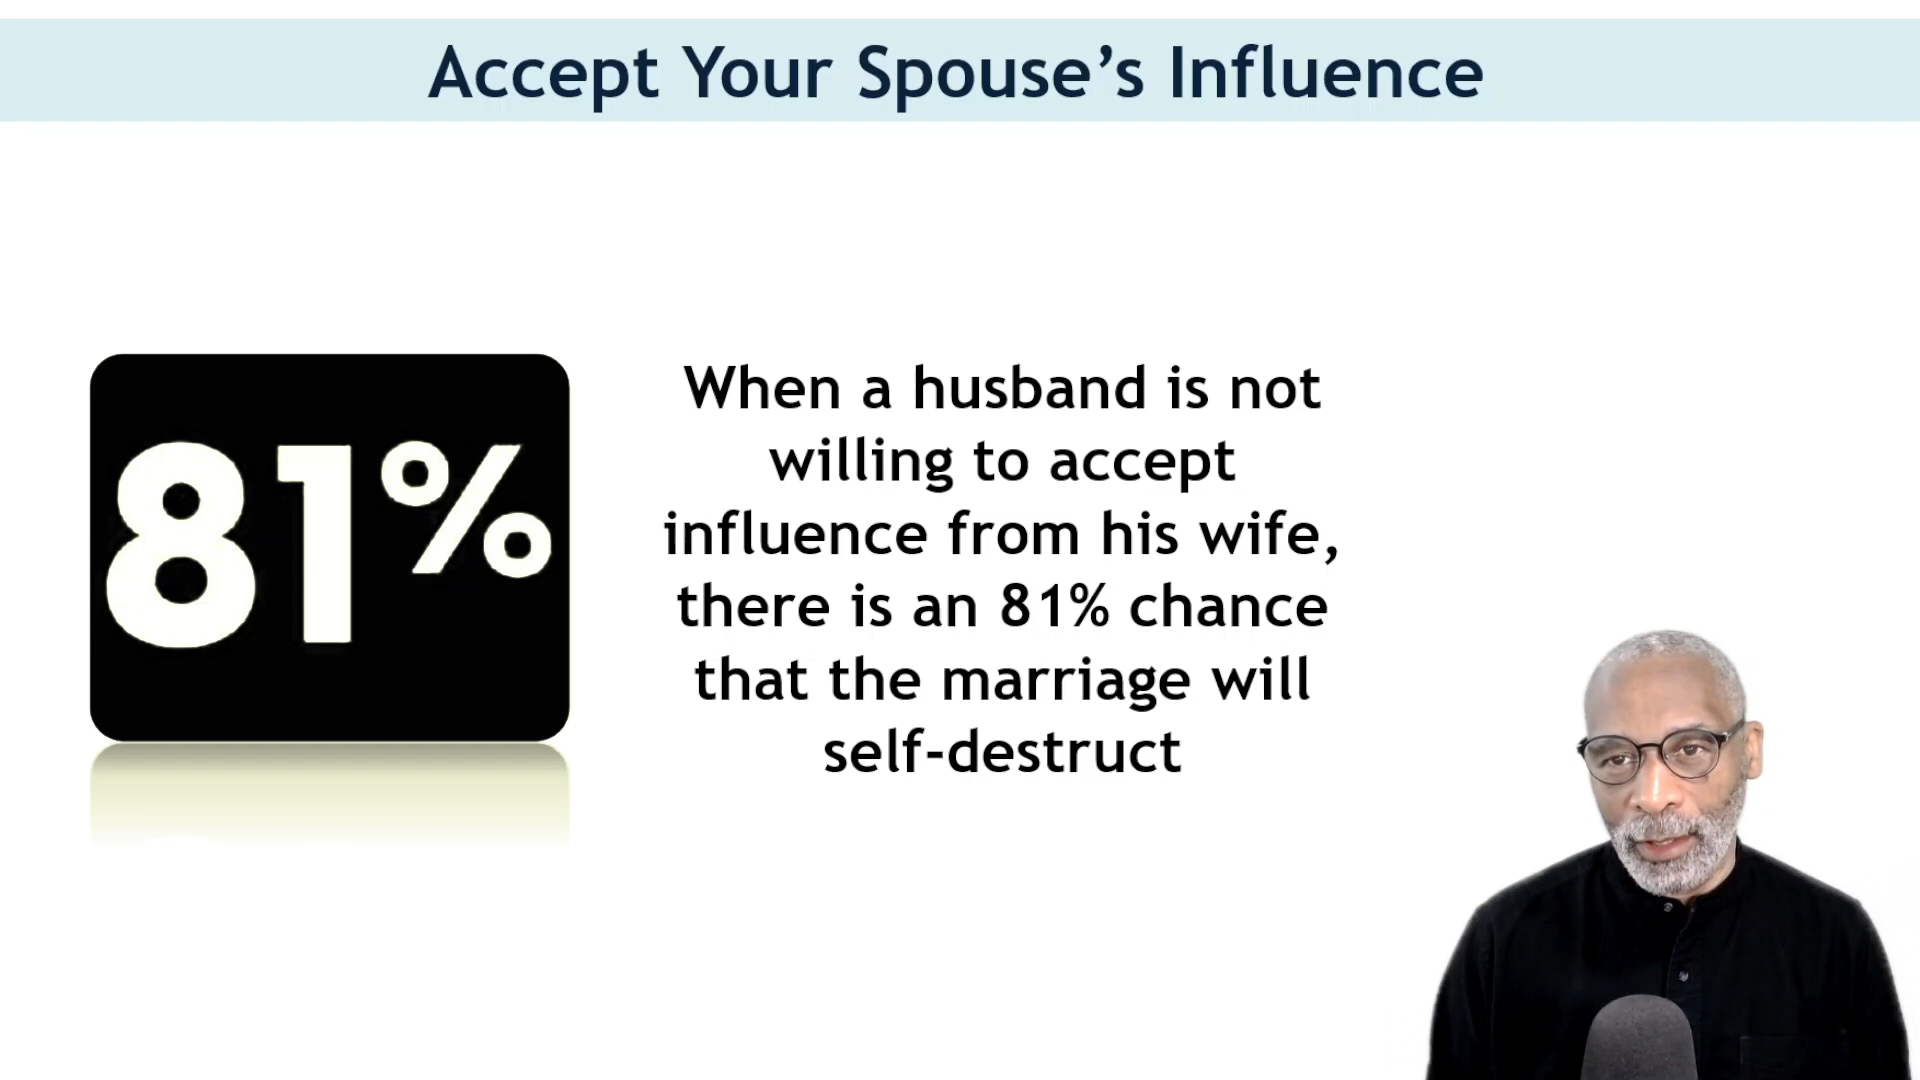 Accept Your Spouse’s Influence
81%
When a husband is not
willing to accept
influence from his wife,
there is an 81% chance
that the marriage will
self-destruct